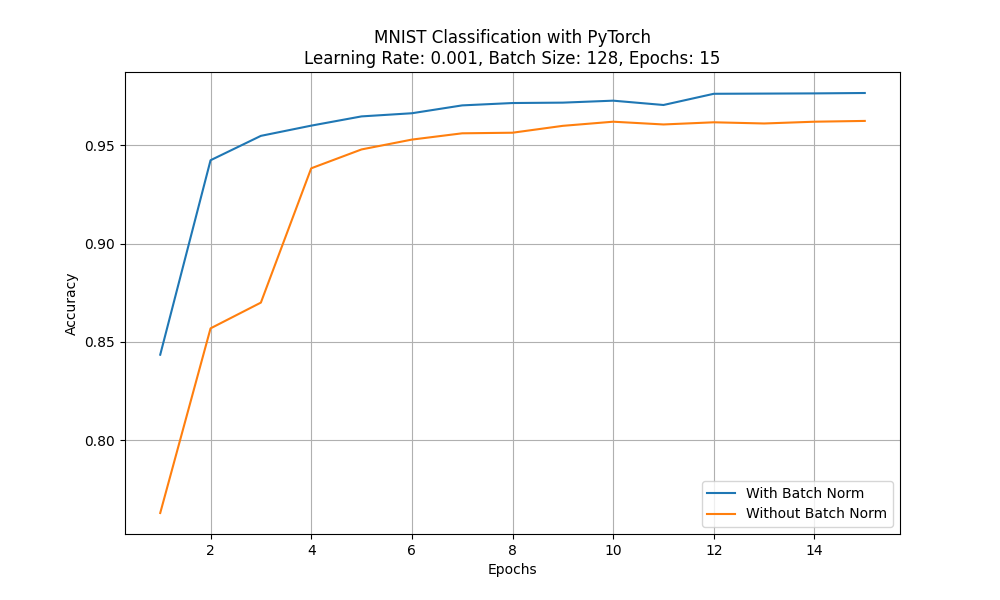 MNIST Classification with PyTorch
Learning Rate: 0.001, Batch Size: 128, Epochs: 15
Accuracy
0.95
0.90
0.85
0.80
With Batch Norm
Without Batch Norm
2 4 6 8 10 12 14
Epochs